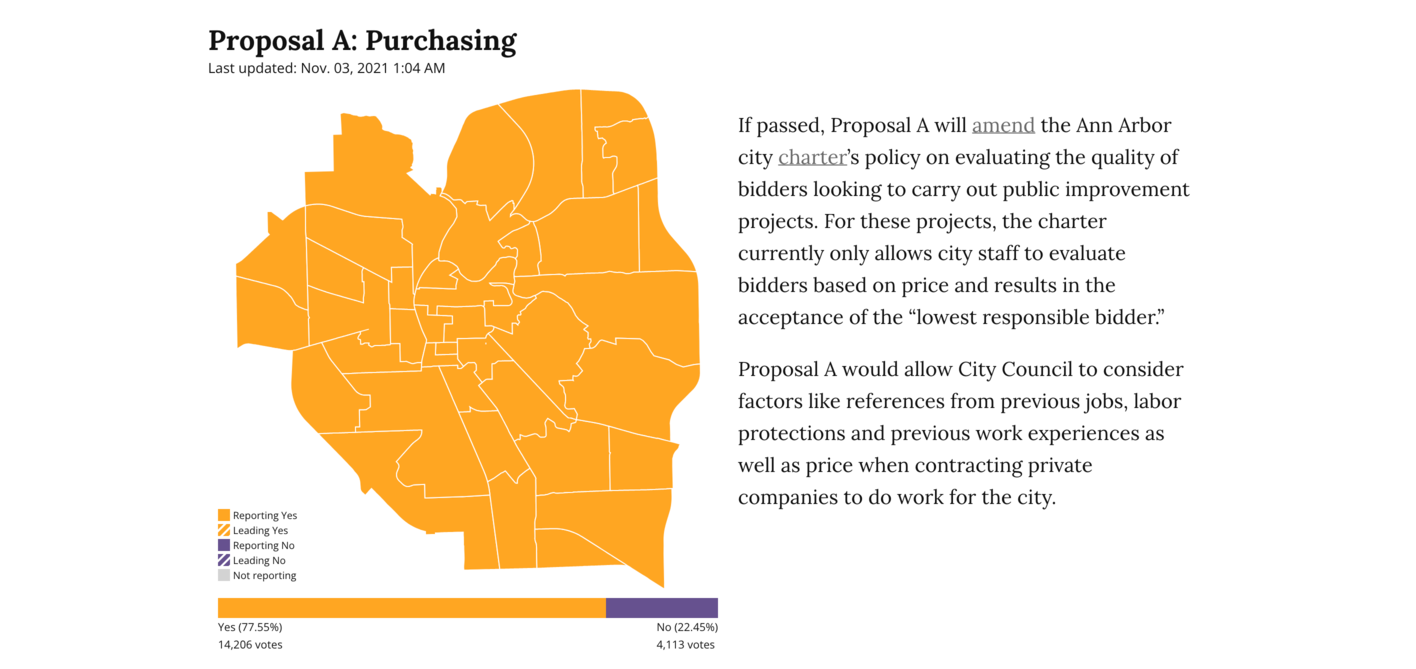 Proposal A: Purchasing
Last updated: Nov. 03, 2021 1:04 AM
If passed, Proposal A will amend the Ann Arbor
city charter’s policy on evaluating the quality of
bidders looking to carry out public improvement
projects. For these projects, the charter
currently only allows city staff to evaluate
bidders based on price and results in the
acceptance of the “lowest responsible bidder.”
Proposal A would allow City Council to consider
factors like references from previous jobs, labor
protections and previous work experiences as
well as price when contracting private
companies to do work for the city.
Reporting Yes
Leading Yes
Reporting No
Leading No
Not reporting
Yes (77.55%)
14,206 votes
No (22.45%)
4,113 votes